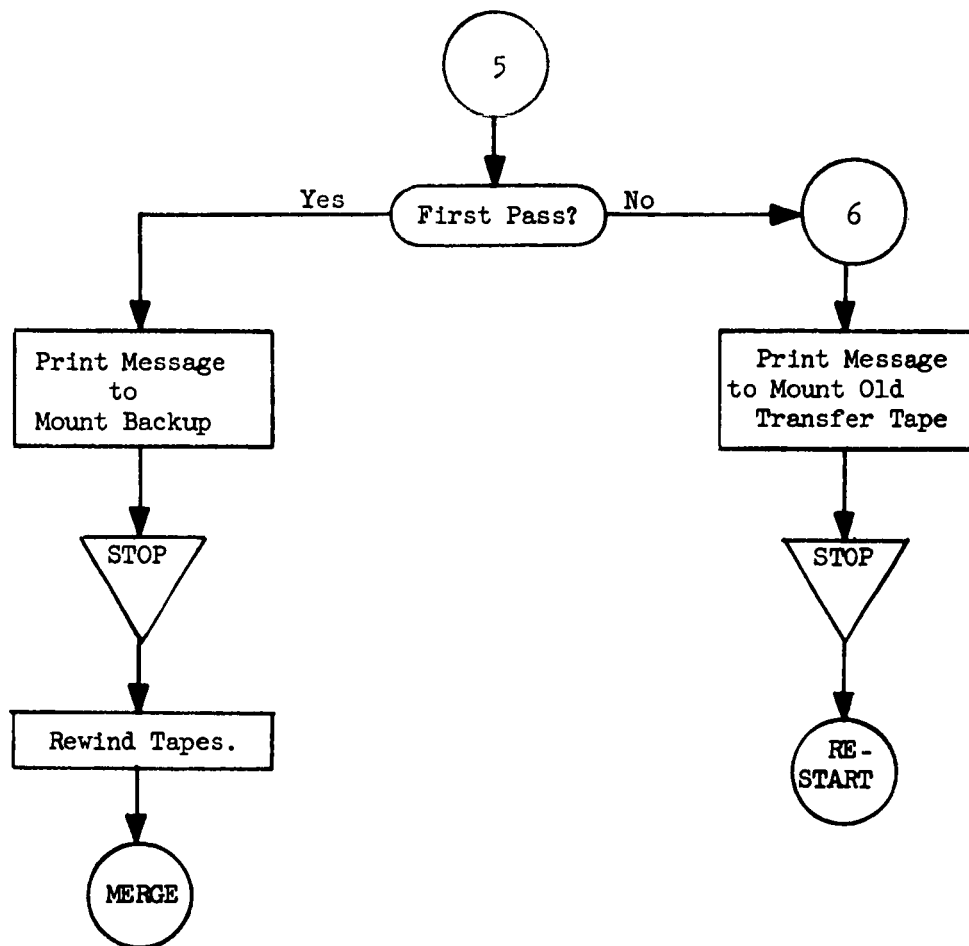 5
Yes
First Pass?
No
6
Print Message
to
Mount Backup
Print Message
to Mount Old
Transfer Tape
STOP
STOP
Rewind Tapes.
RE-
START
MERGE